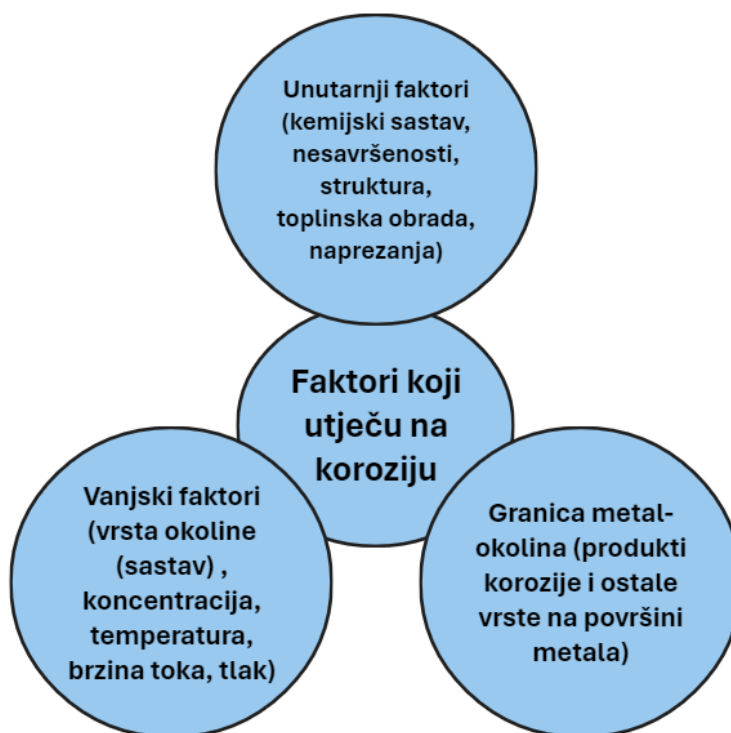 Unutarnji faktori
(kemijski sastav,
nesavršenosti,
struktura,
toplinska obrada,
naprezanja)
Faktori koji
utječu na
koroziju
Vanjski faktori
(vrsta okoline
(sastav) ,
koncentracija,
temperatura,
brzina toka, tlak)
Granica metal-
okolina (produkti
korozije i ostale
vrste na površini
metala)